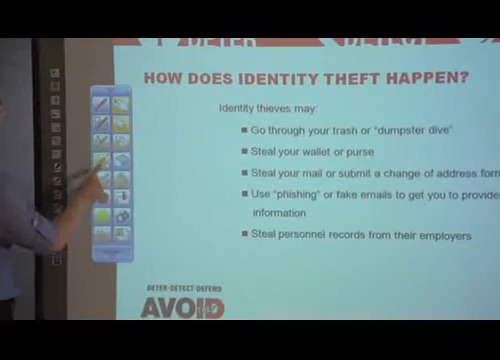 DETER
DETECT
HOW DOES IDENTITY THEFT HAPPEN?
Identity thieves may:
Go through your trash or "dumpster dive"
Steal your wallet or purse
Steal your mail or submit a change of address form
Use "phishing" or fake emails to get you to provide
information
Steal personnel records from their employers
DETER·DETECT·DEFEND
AVOID